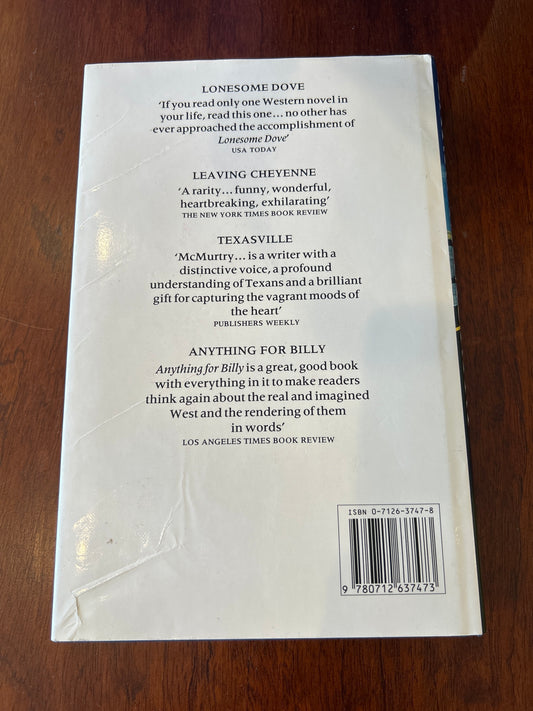 LONESOME DOVE
‘If you read only one Western novel in
your life, read this one... no other has
ever approached the accomplishment of
Lonesome Dove’
USA TODAY
LEAVING CHEYENNE
‘A rarity... funny, wonderful,
heartbreaking, exhilarating’
THE NEW YORK TIMES BOOK REVIEW
TEXASVILLE
‘McMurtry... is a writer with a
distinctive voice, a profound
understanding of Texans and a brilliant
gift for capturing the vagrant moods of
the heart’
PUBLISHERS WEEKLY
ANYTHING FOR BILLY
Anything for Billy is a great, good book
with everything in it to make readers
think again about the real and imagined
West and the rendering of them
in words’
LOS ANGELES TIMES BOOK REVIEW
ISBN 0-7126-3747-8
9 780712 637473